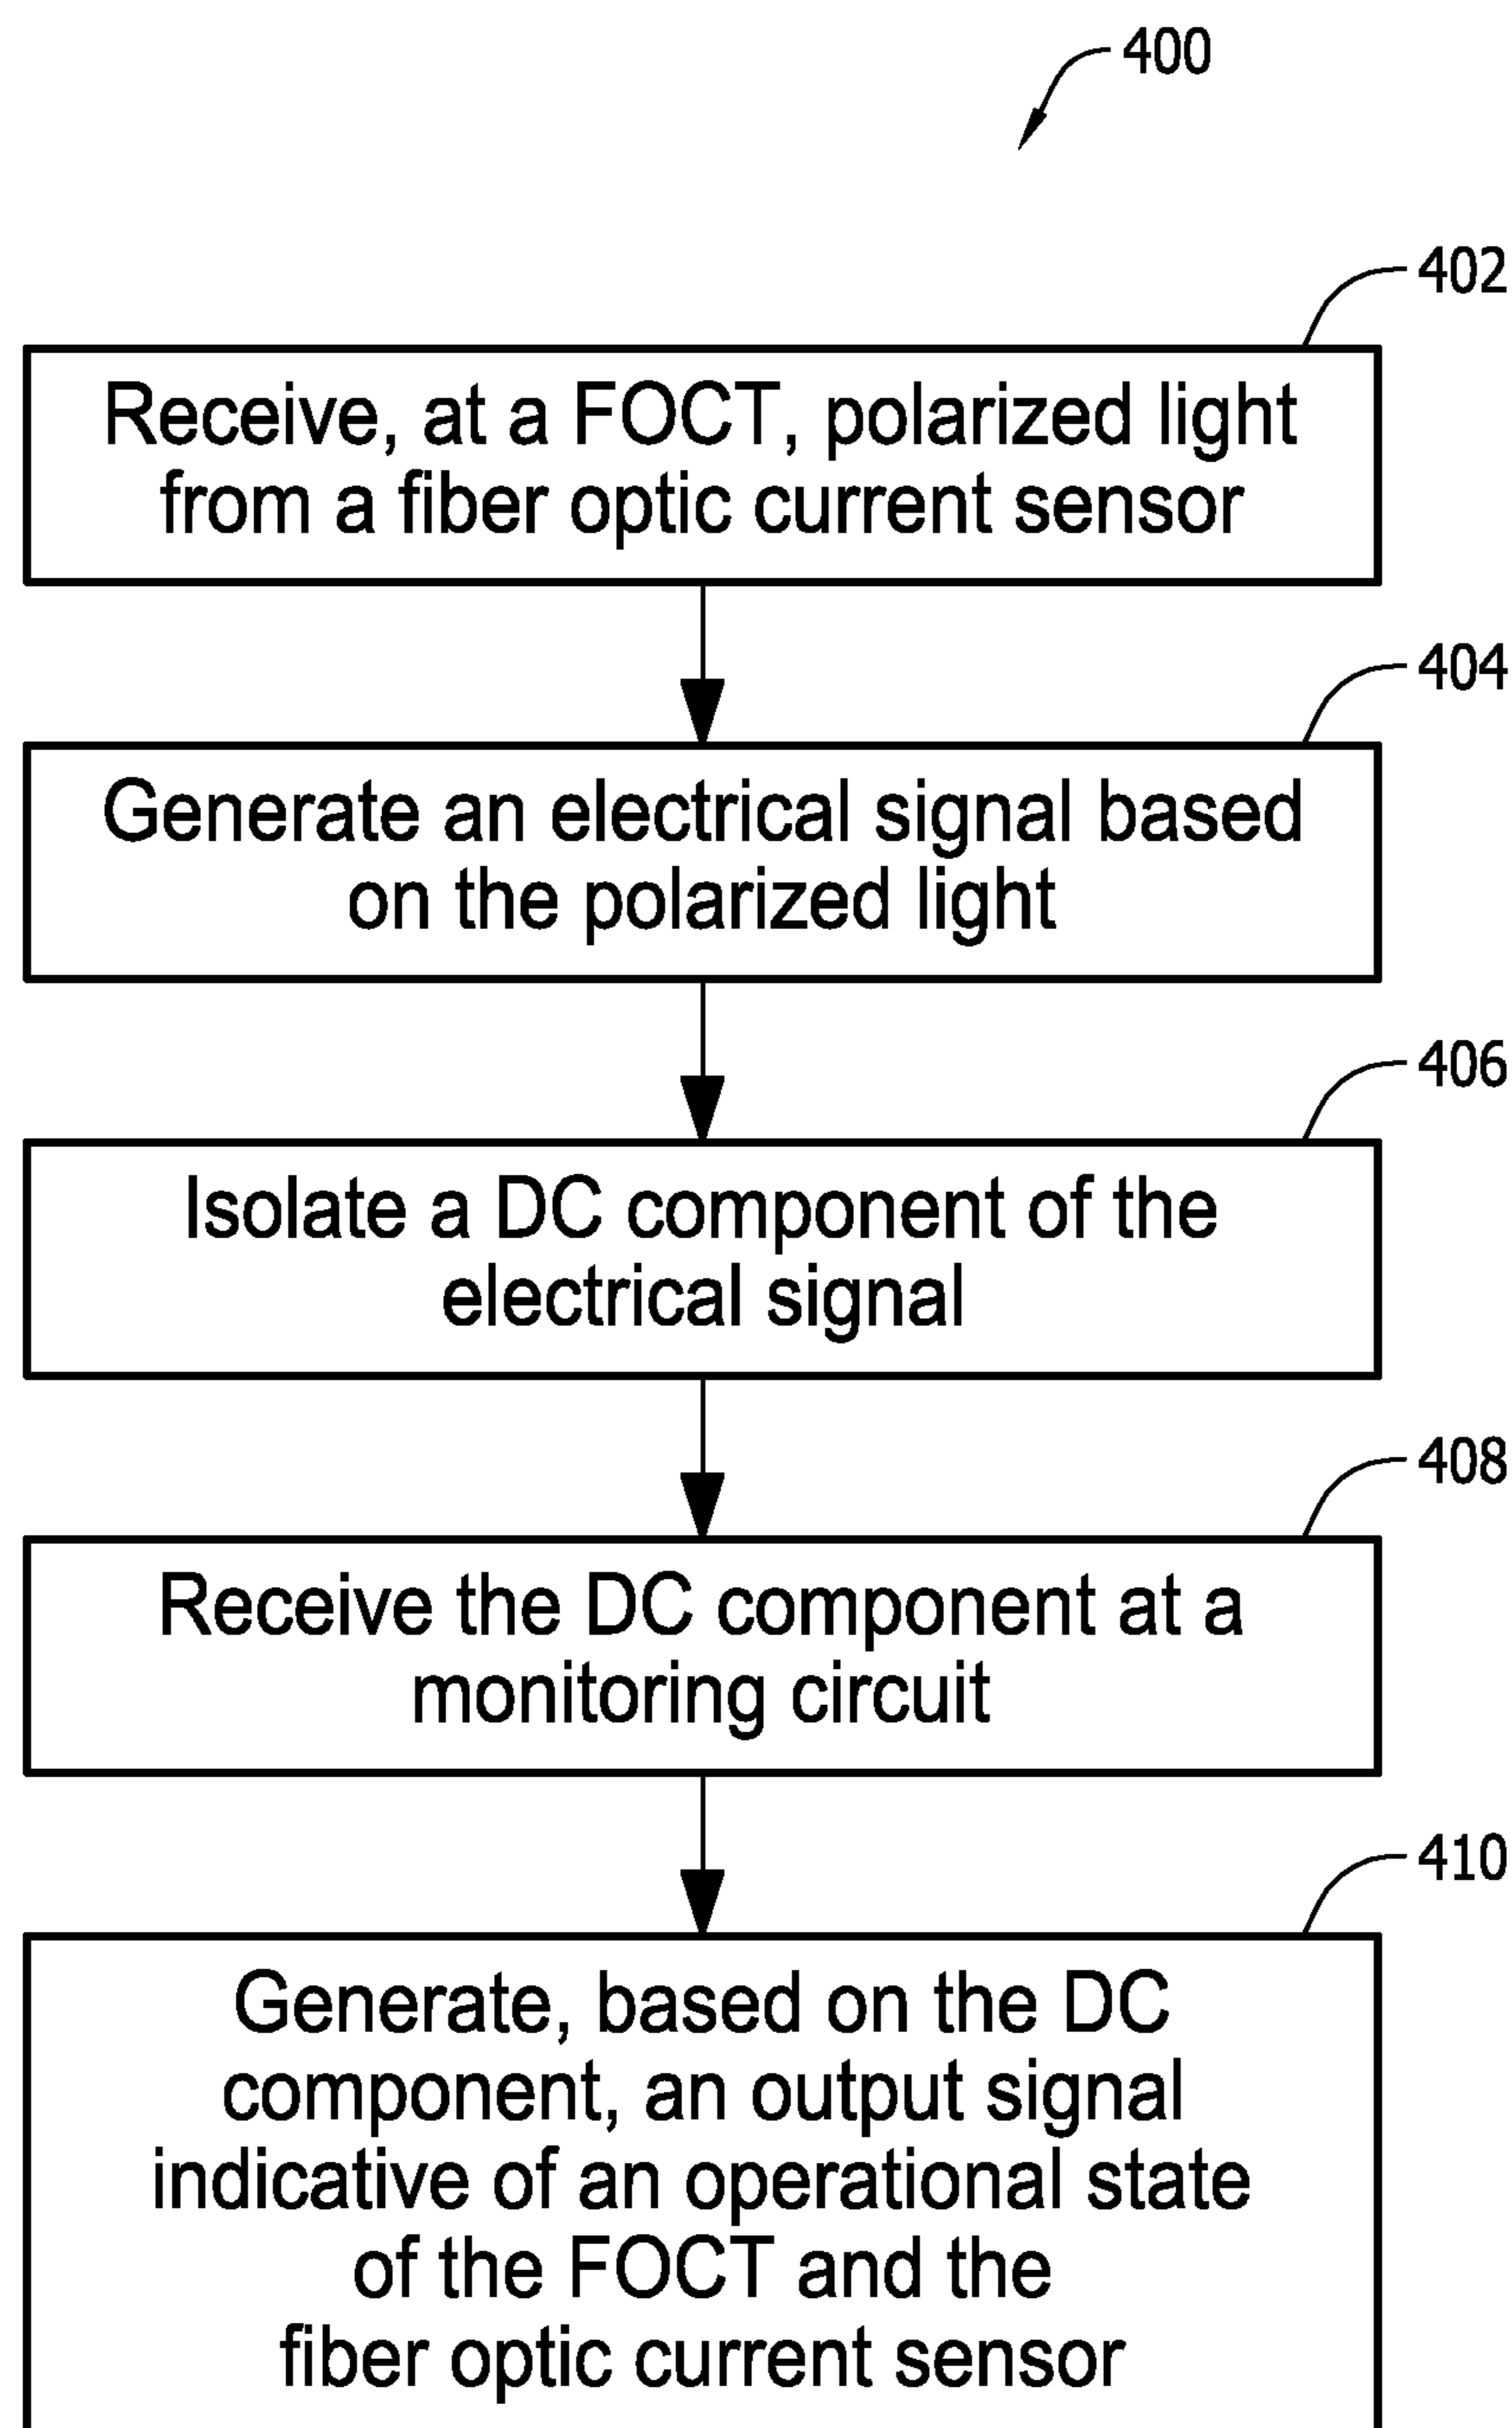 400
402
Receive, at a FOCT, polarized light
from a fiber optic current sensor
404
Generate an electrical signal based
on the polarized light
406
Isolate a DC component of the
electrical signal
408
Receive the DC component at a
monitoring circuit
410
Generate, based on the DC
component, an output signal
indicative of an operational state
of the FOCT and the
fiber optic current sensor